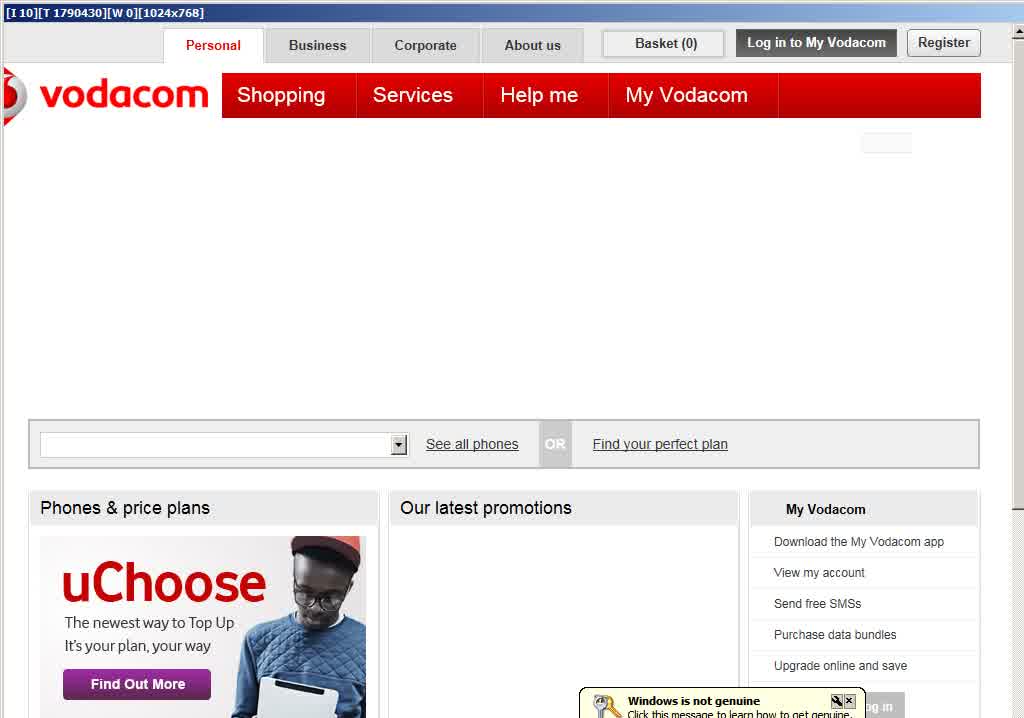 [I 10][T 1790430][W 0][1024x768]
Personal
Business
Corporate
About us
Basket (0)
Log in to My Vodacom
Register
vodacom
Shopping
Services
Help me
My Vodacom
See all phones
OR
Find your perfect plan
Phones & price plans
Our latest promotions
My Vodacom
Download the My Vodacom app
View my account
Send free SMSs
Purchase data bundles
Upgrade online and save
uChoose
The newest way to Top Up
It's your plan, your way
Find Out More
og in
Windows is not genuine
Click this message to learn how to get genuine.